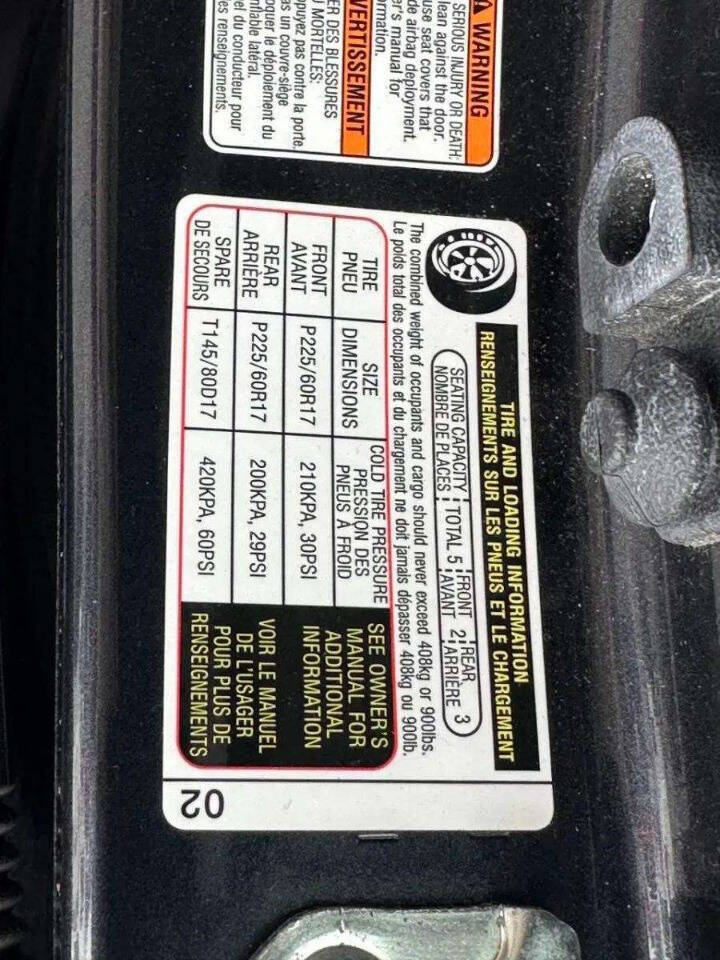 WARNING
SERIOUS INJURY OR DEATH:
lean against the door.
use seat covers that
de airbag deployment.
er's manual for
ormation.
VERTISSEMENT
ER DES BLESSURES
U MORTELLES:
ppuyez pas contre la porte.
as un couvre-siège
oquer le déploiement du
nflable latéral.
el du conducteur pour
es renseignements.
TIRE AND LOADING INFORMATION
RENSEIGNEMENTS SUR LES PNEUS ET LE CHARGEMENT
SEATING CAPACITY TOTAL 5 FRONT 2 REAR 3
NOMBRE DE PLACES AVANT ARRIÈRE
The combined weight of occupants and cargo should never exceed 408kg or 900lbs.
Le poids total des occupants et du chargement ne doit jamais dépasser 408kg ou 900lb.
TIRE SIZE COLD TIRE PRESSURE
PNEU DIMENSIONS PRESSION DES
PNEUS À FROID
FRONT P225/60R17 210KPA, 30PSI
AVANT
REAR P225/60R17 200KPA, 29PSI
ARRIÈRE
SPARE T145/80D17 420KPA, 60PSI
DE SECOURS
SEE OWNER'S
MANUAL FOR
ADDITIONAL
INFORMATION
VOIR LE MANUEL
DE L'USAGER
POUR PLUS DE
RENSEIGNEMENTS
02